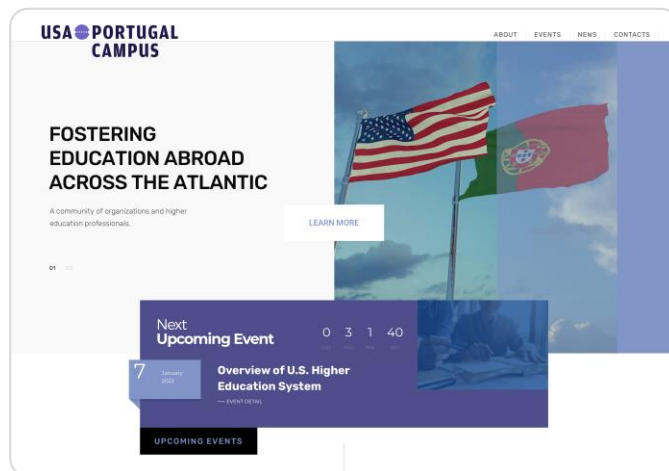 USA PORTUGAL
CAMPUS
ABOUT EVENTS NEWS CONTACTS
FOSTERING
EDUCATION ABROAD
ACROSS THE ATLANTIC
A community of organizations and higher
education professionals.
LEARN MORE
01
Next
Upcoming Event
0 3 1 40
7
January
2022
Overview of U.S. Higher
Education System
— EVENT DETAIL
UPCOMING EVENTS